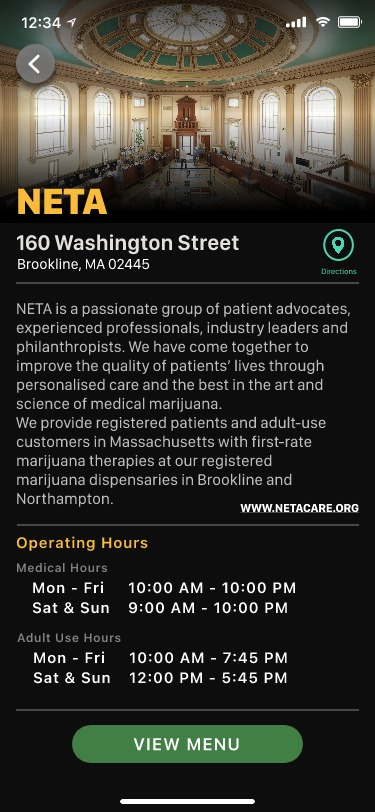 12:34
NETA
160 Washington Street
Brookline, MA 02445
Directions
NETA is a passionate group of patient advocates,
experienced professionals, industry leaders and
philanthropists. We have come together to
improve the quality of patients’ lives through
personalised care and the best in the art and
science of medical marijuana.
We provide registered patients and adult-use
customers in Massachusetts with first-rate
marijuana therapies at our registered
marijuana dispensaries in Brookline and
Northampton.
WWW.NETACARE.ORG
Operating Hours
Medical Hours
Mon - Fri 10:00 AM - 10:00 PM
Sat & Sun 9:00 AM - 10:00 PM
Adult Use Hours
Mon - Fri 10:00 AM - 7:45 PM
Sat & Sun 12:00 PM - 5:45 PM
VIEW MENU